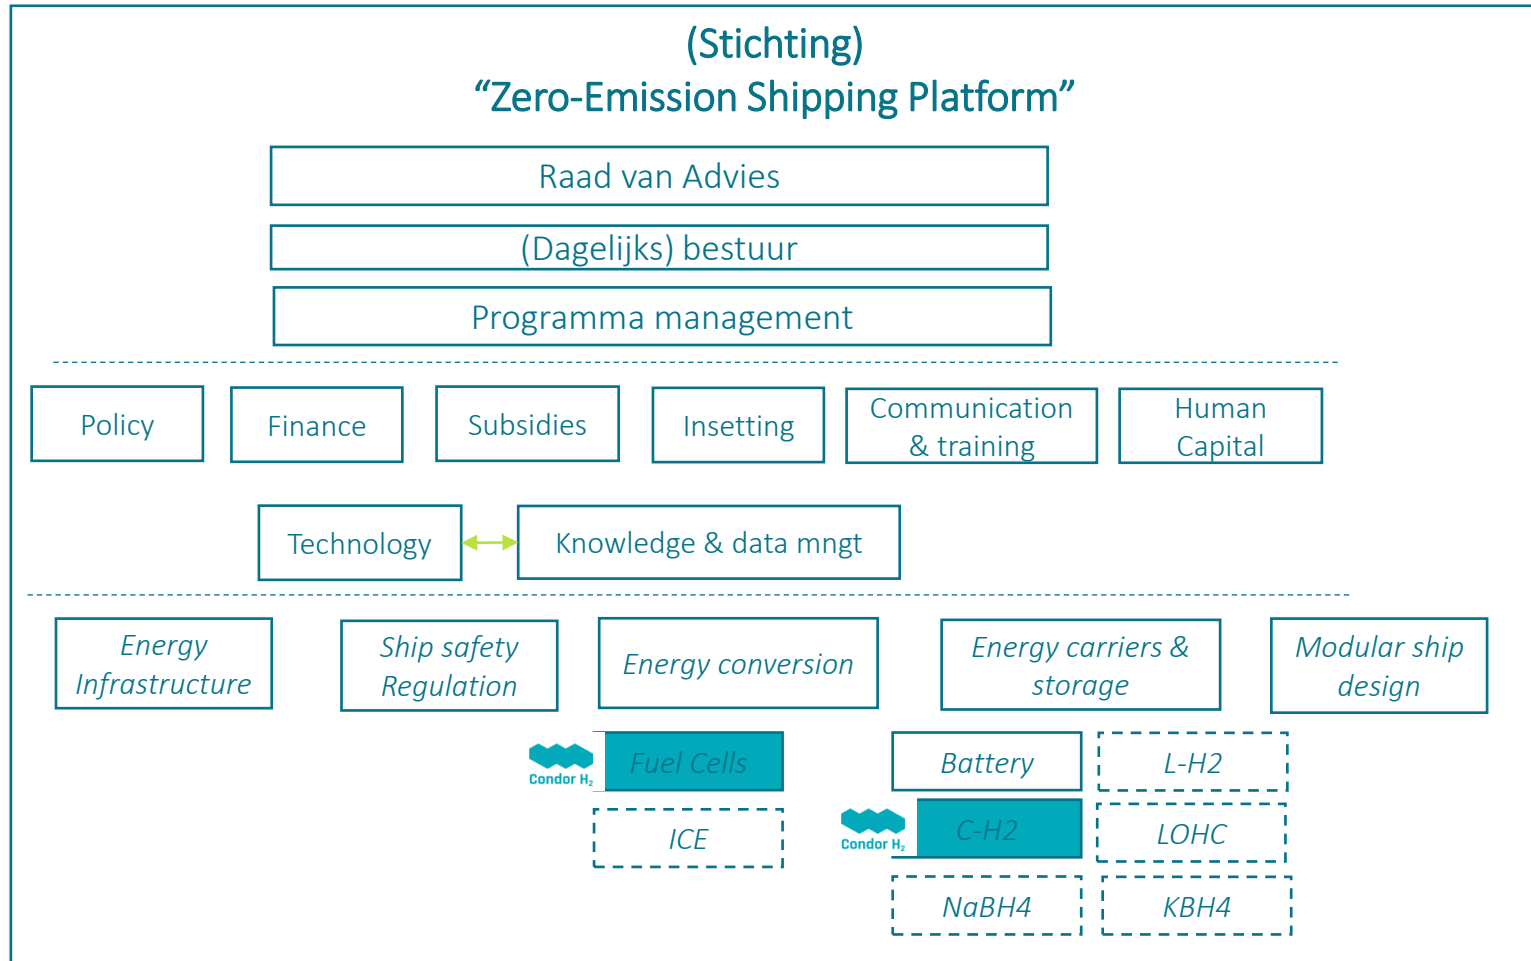 (Stichting)
“Zero-Emission Shipping Platform”
Raad van Advies
(Dagelijks) bestuur
Programma management
Policy
Finance
Subsidies
Insetting
Communication
& training
Human
Capital
Technology
Knowledge & data mngt
Energy
Infrastructure
Ship safety
Regulation
Energy conversion
Energy carriers &
storage
Modular ship
design
Condor H₂
Fuel Cells
ICE
Battery
L-H2
Condor H₂
C-H2
LOHC
NaBH4
KBH4